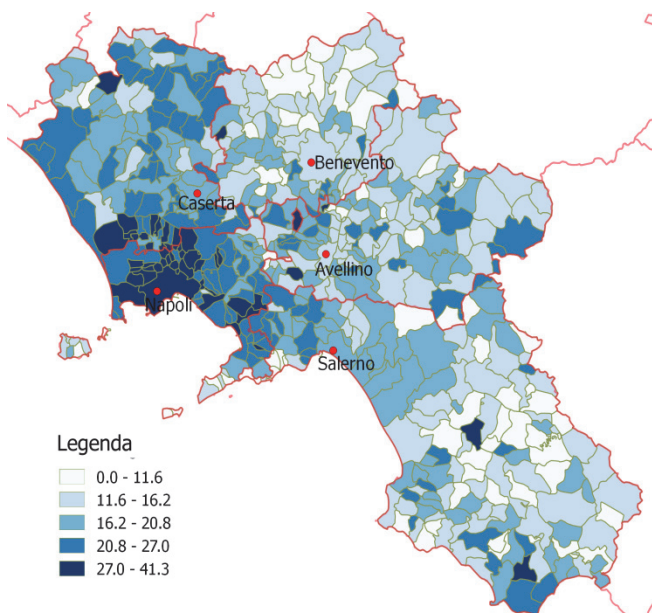 Benevento
Caserta
Avellino
Napoli
Salerno
Legenda
0.0 - 11.6
11.6 - 16.2
16.2 - 20.8
20.8 - 27.0
27.0 - 41.3